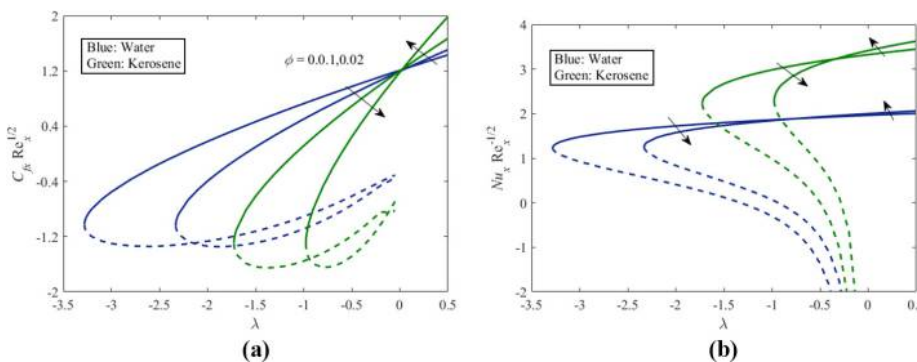 2
1.2
0.4
-0.4
-1.2
-2
C_fx Re_x^1/2
Blue: Water
Green: Kerosene
ϕ = 0.0.1,0.02
-3.5 -3 -2.5 -2 -1.5 -1 -0.5 0 0.5
λ
(a)
4
3
2
1
0
-1
-2
Nu_x Re_x^-1/2
Blue: Water
Green: Kerosene
-3.5 -3 -2.5 -2 -1.5 -1 -0.5 0 0.5
λ
(b)